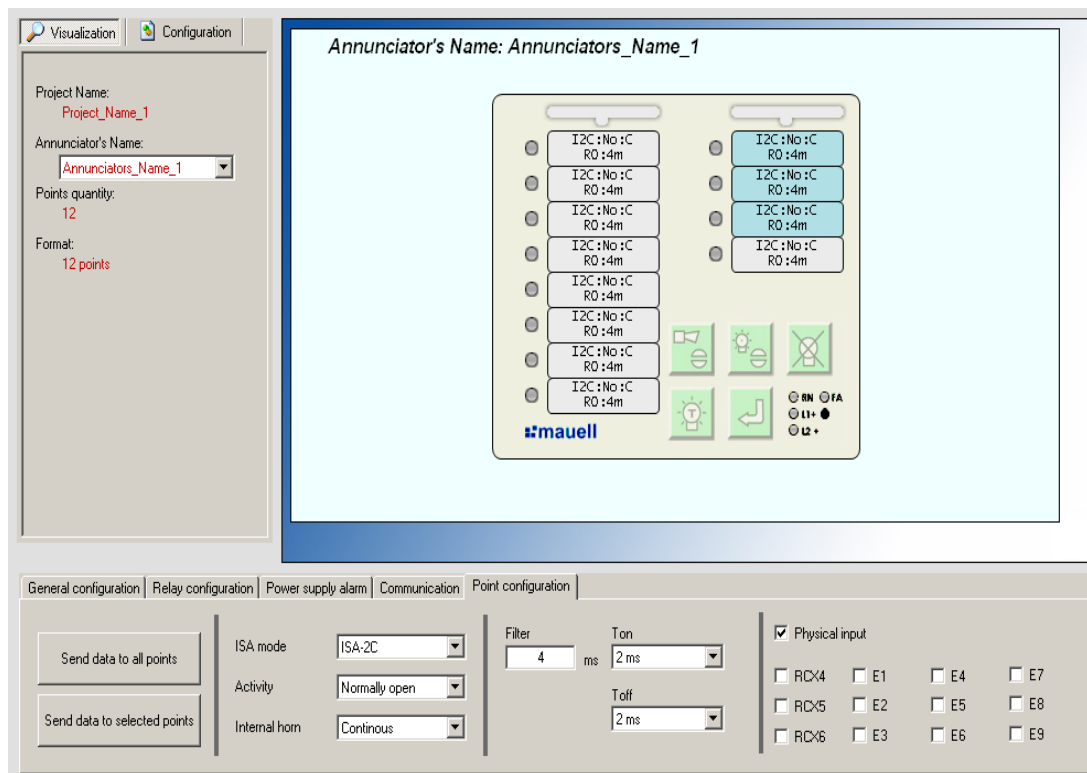 Visualization
Configuration
Project Name:
Project_Name_1
Annunciator's Name:
Annunciators_Name_1
Points quantity:
12
Format:
12 points
Annunciator's Name: Annunciators_Name_1
I2C:No:C
RO:4m
I2C:No:C
RO:4m
I2C:No:C
RO:4m
I2C:No:C
RO:4m
I2C:No:C
RO:4m
I2C:No:C
RO:4m
I2C:No:C
RO:4m
I2C:No:C
RO:4m
I2C:No:C
RO:4m
I2C:No:C
RO:4m
I2C:No:C
RO:4m
I2C:No:C
RO:4m
T
RN FA
L1+
L2 +
mauell
General configuration Relay configuration Power supply alarm Communication Point configuration
Send data to all points
Send data to selected points
ISA mode ISA-2C
Activity Normally open
Internal horn Continous
Filter
4 ms
Ton
2 ms
Toff
2 ms
Physical input
RCX4 E1 E4 E7
RCX5 E2 E5 E8
RCX6 E3 E6 E9